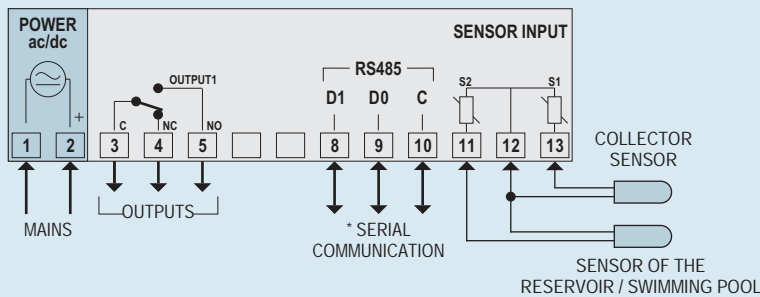 POWER
ac/dc
SENSOR INPUT
RS485
OUTPUT1
S2
S1
D1 D0 C
+
C NC NO
1 2 3 4 5 8 9 10 11 12 13
COLLECTOR
SENSOR
MAINS
OUTPUTS
* SERIAL
COMMUNICATION
SENSOR OF THE
RESERVOIR / SWIMMING POOL